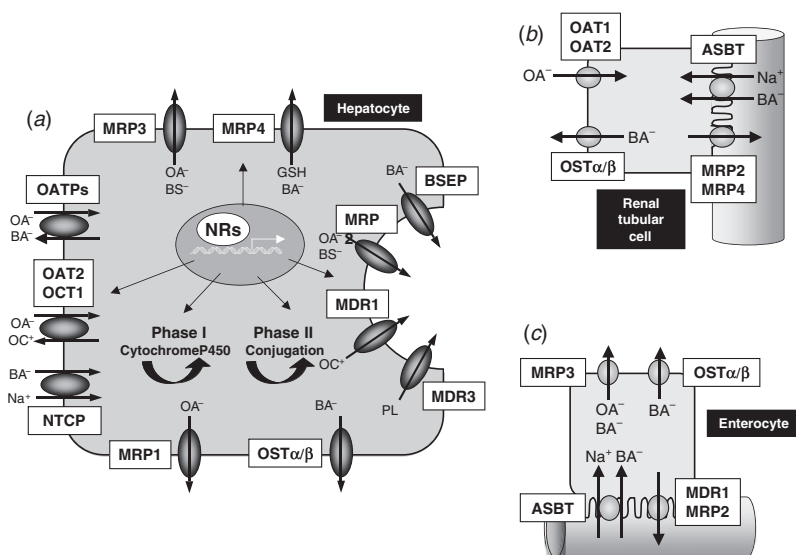 (a)
Hepatocyte
MRP3
MRP4
OA⁻
BS⁻
GSH
BA⁻
OATPs
OA⁻
BA⁻
NRs
BA⁻
BSEP
MRP
OA⁻
2
BS⁻
OAT2
OCT1
OA⁻
OC⁺
MDR1
Phase I
CytochromeP450
Phase II
Conjugation
OC⁺
BA⁻
Na⁺
NTCP
PL
MDR3
MRP1
OA⁻
OSTα/β
BA⁻
(b)
OAT1
OAT2
ASBT
OA⁻
Na⁺
BA⁻
BA⁻
OSTα/β
MRP2
MRP4
Renal
tubular
cell
(c)
MRP3
OSTα/β
OA⁻
BA⁻
BA⁻
Enterocyte
Na⁺ BA⁻
ASBT
MDR1
MRP2